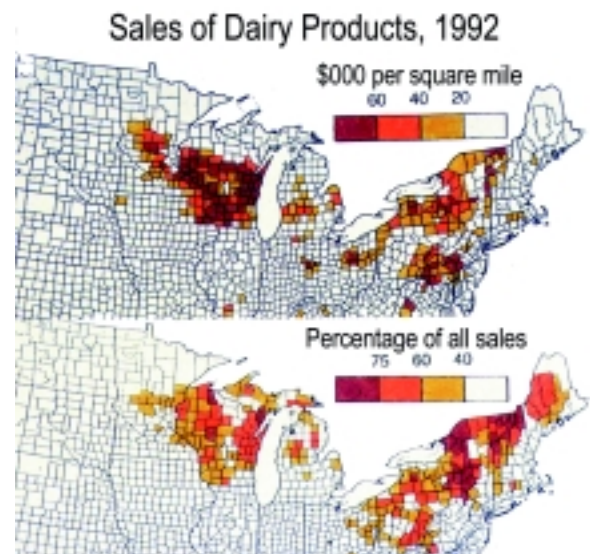 Sales of Dairy Products, 1992
$000 per square mile
60 40 20
Percentage of all sales
75 60 40